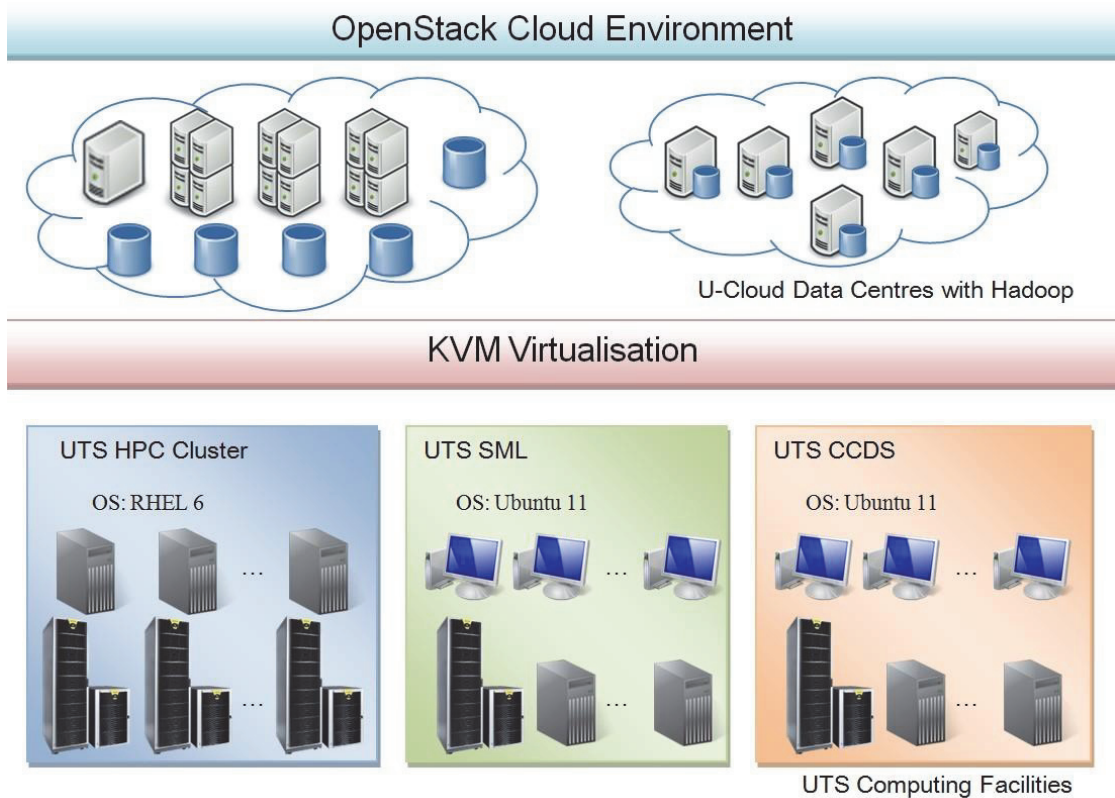 OpenStack Cloud Environment
U-Cloud Data Centres with Hadoop
KVM Virtualisation
UTS HPC Cluster
OS: RHEL 6
...
...
UTS SML
OS: Ubuntu 11
...
...
UTS CCDS
OS: Ubuntu 11
...
...
UTS Computing Facilities